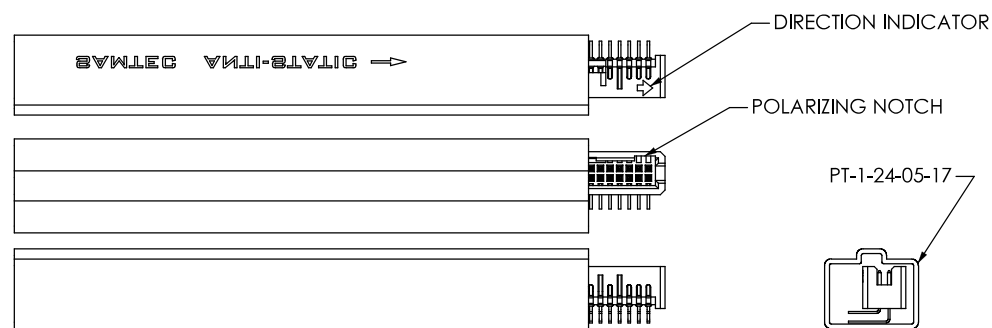 DIRECTION INDICATOR
SAMTEC ANTI-STATIC
POLARIZING NOTCH
PT-1-24-05-17